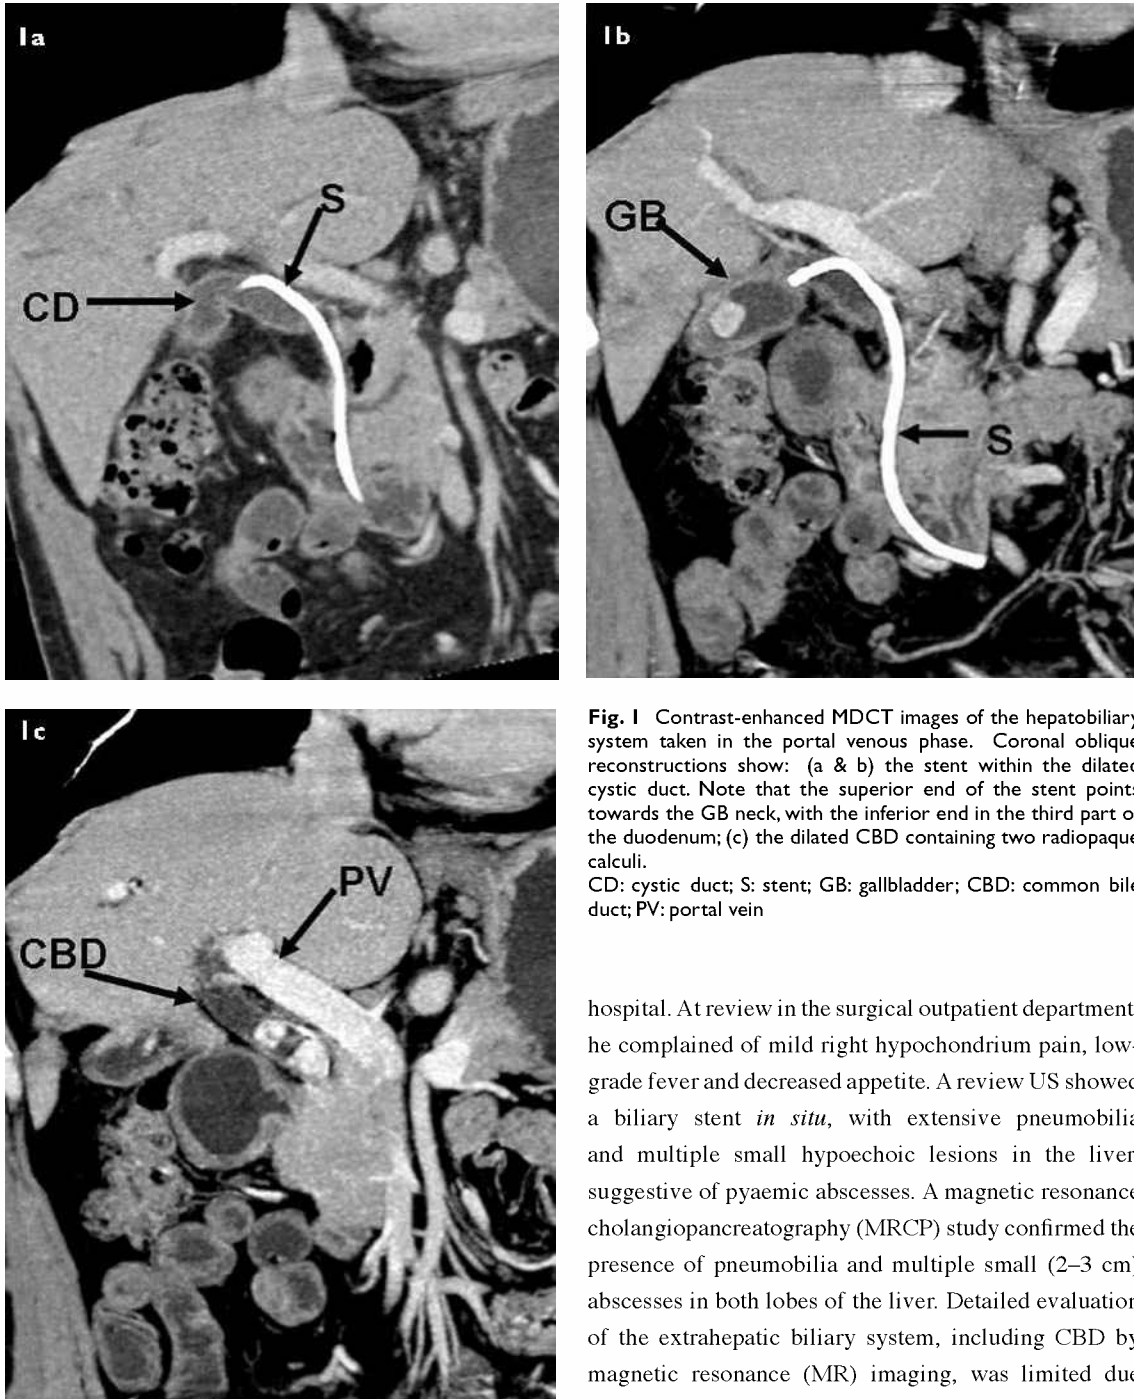 1a
S
CD
1b
GB
S
1c
PV
CBD
Fig. 1 Contrast-enhanced MDCT images of the hepatobiliary
system taken in the portal venous phase. Coronal oblique
reconstructions show: (a & b) the stent within the dilated
cystic duct. Note that the superior end of the stent points
towards the GB neck, with the inferior end in the third part o
the duodenum; (c) the dilated CBD containing two radiopaque
calculi.
CD: cystic duct; S: stent; GB: gallbladder; CBD: common bile
duct; PV: portal vein
hospital. At review in the surgical outpatient department
he complained of mild right hypochondrium pain, low-
grade fever and decreased appetite. A review US showed
a biliary stent in situ, with extensive pneumobilia
and multiple small hypoechoic lesions in the liver
suggestive of pyaemic abscesses. A magnetic resonance
cholangiopancreatography (MRCP) study confirmed the
presence of pneumobilia and multiple small (2–3 cm)
abscesses in both lobes of the liver. Detailed evaluation
of the extrahepatic biliary system, including CBD by
magnetic resonance (MR) imaging, was limited due